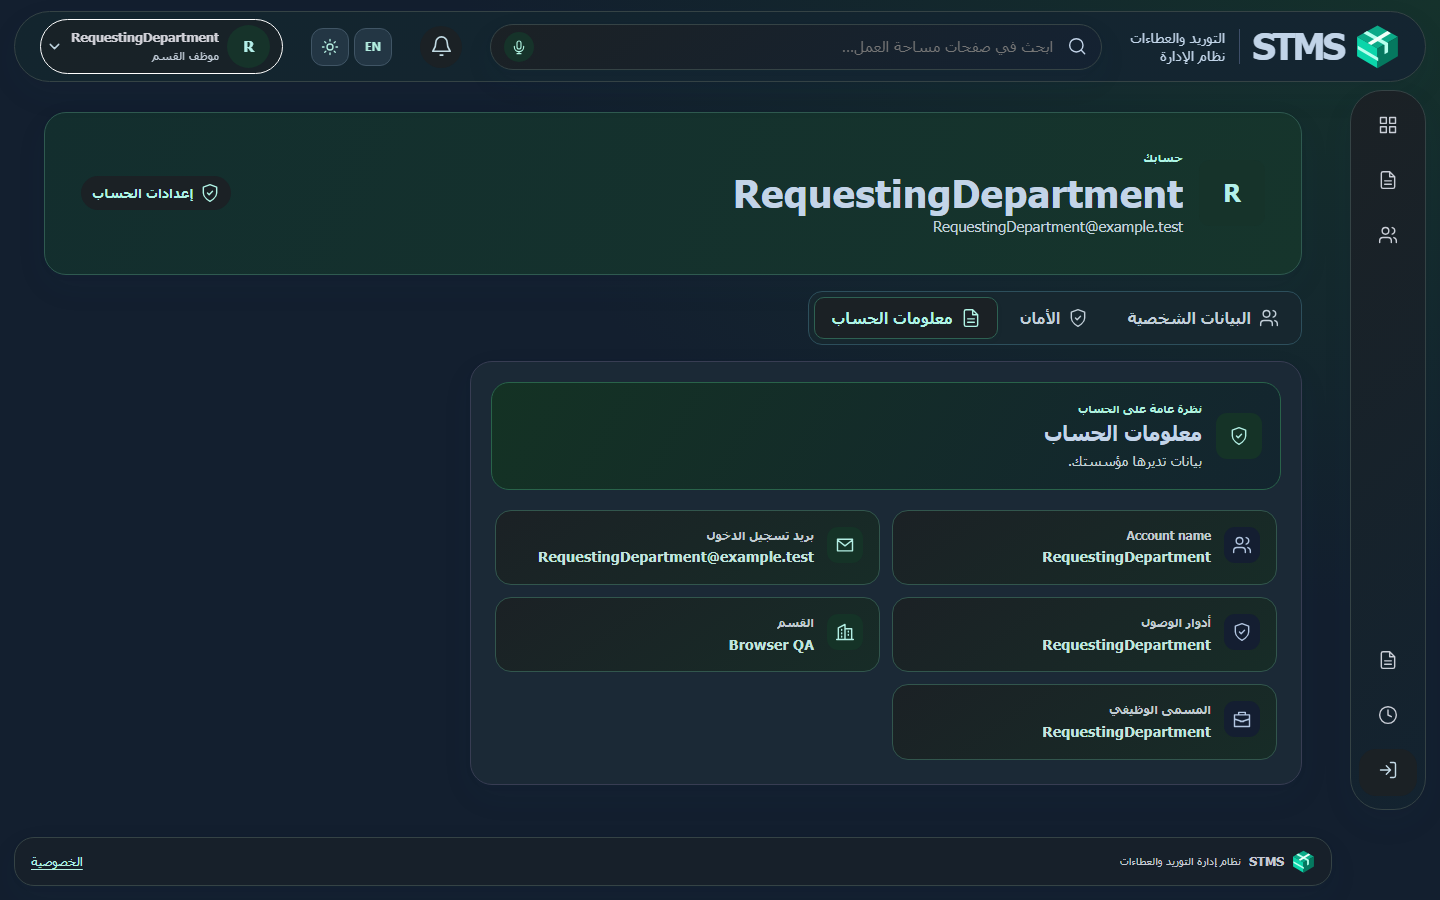 STMS
التوريد والعطاءات
نظام الإدارة
ابحث في صفحات مساحة العمل...
EN
R
RequestingDepartment
موظف القسم
حسابك
R
RequestingDepartment
RequestingDepartment@example.test
إعدادات الحساب
البيانات الشخصية
الأمان
معلومات الحساب
نظرة عامة على الحساب
معلومات الحساب
بيانات تديرها مؤسستك.
Account name
RequestingDepartment
بريد تسجيل الدخول
RequestingDepartment@example.test
أدوار الوصول
RequestingDepartment
القسم
Browser QA
المسمى الوظيفي
RequestingDepartment
STMS نظام إدارة التوريد والعطاءات
الخصوصية